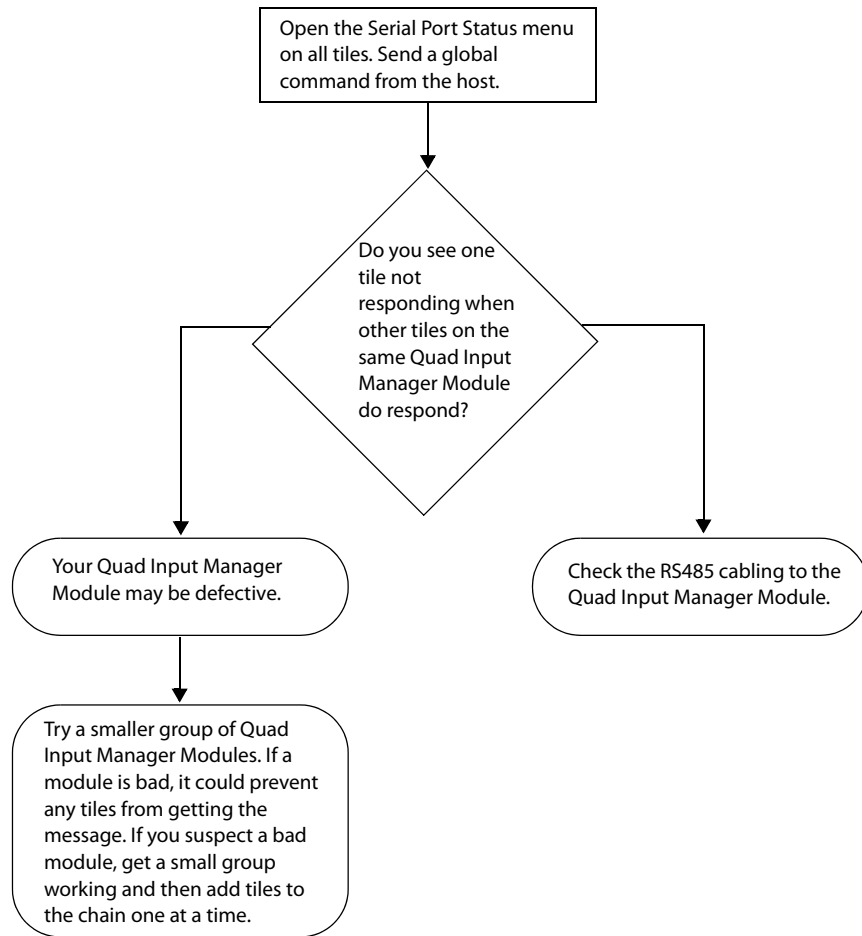 Open the Serial Port Status menu
on all tiles. Send a global
command from the host.
Do you see one
tile not
responding when
other tiles on the
same Quad Input
Manager Module
do respond?
Your Quad Input Manager
Module may be defective.
Check the RS485 cabling to the
Quad Input Manager Module.
Try a smaller group of Quad
Input Manager Modules. If a
module is bad, it could prevent
any tiles from getting the
message. If you suspect a bad
module, get a small group
working and then add tiles to
the chain one at a time.